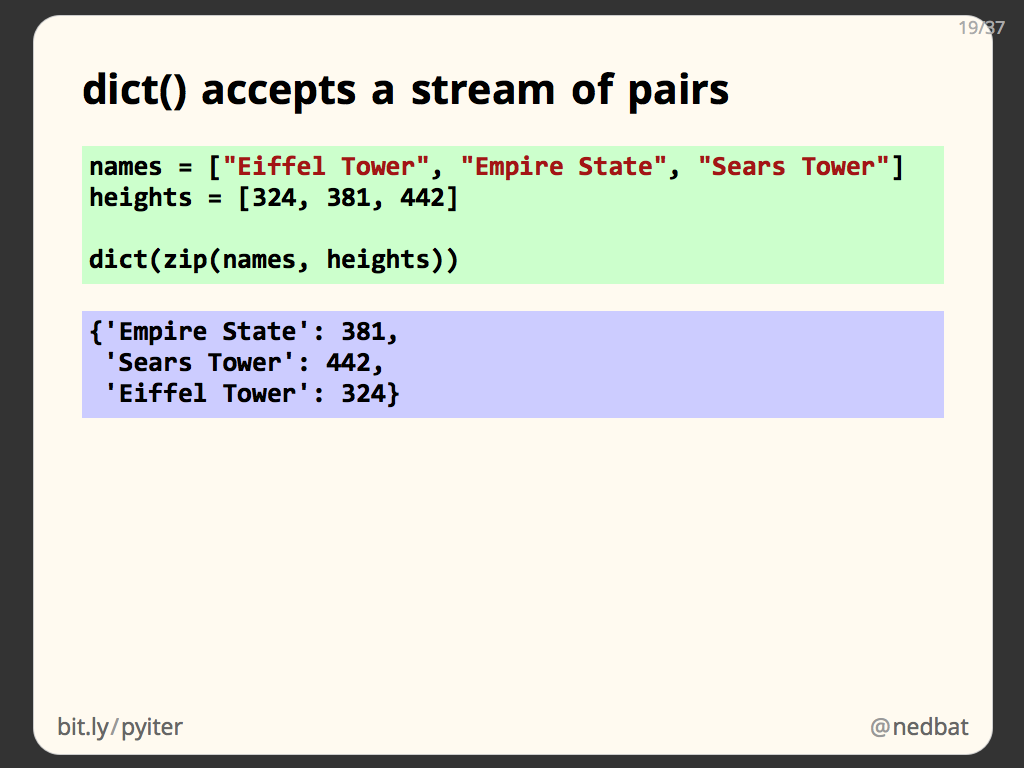 19/37
dict() accepts a stream of pairs
names = ["Eiffel Tower", "Empire State", "Sears Tower"]
heights = [324, 381, 442]
dict(zip(names, heights))
{'Empire State': 381,
 'Sears Tower': 442,
 'Eiffel Tower': 324}
bit.ly/pyiter
@nedbat